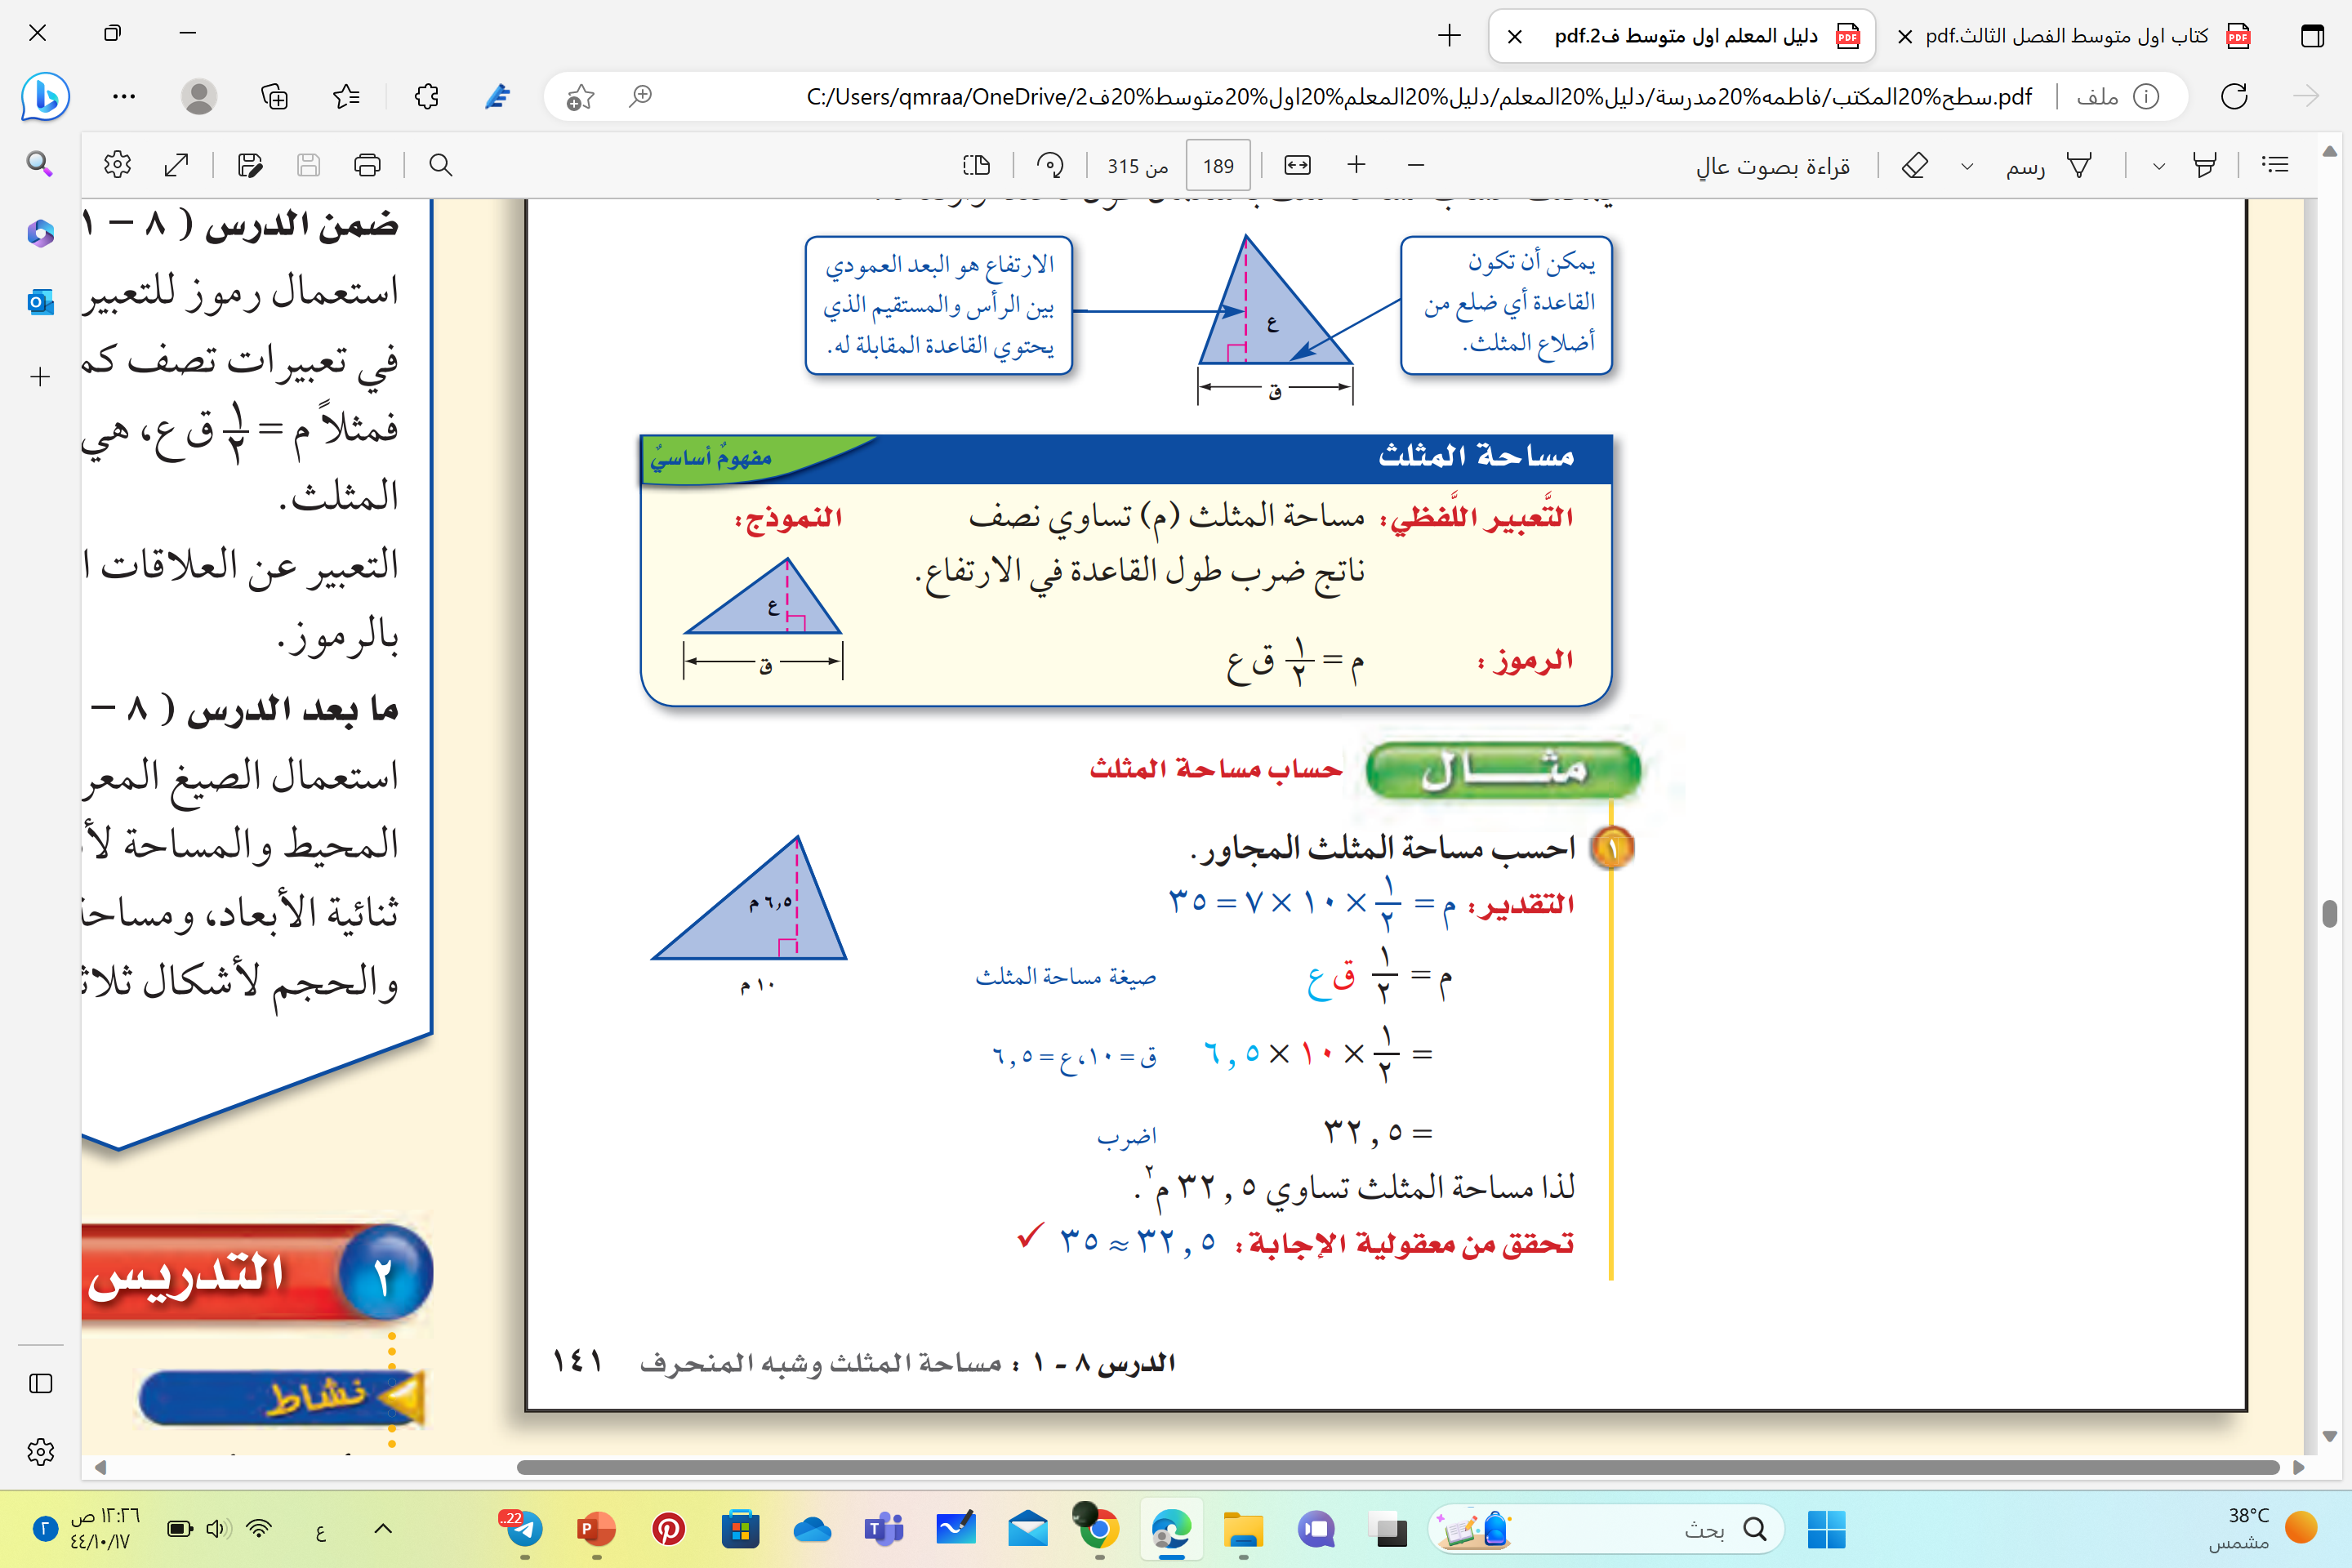 كتاب اول متوسط الفصل الثالث.pdf
دليل المعلم اول متوسط ف2.pdf
ملف
C:/Users/qmraa/OneDrive/سطح%20المكتب/فاطمه%20مدرسة/دليل%20المعلم/دليل%20المعلم%20اول%20متوسط%20ف2.pdf
رسم
قراءة بصوت عالٍ
189
من 315
يمكن أن تكون
القاعدة أي ضلع من
أضلاع المثلث.
ع
ق
الارتفاع هو البعد العمودي
بين الرأس والمستقيم الذي
يحتوي القاعدة المقابلة له.
مساحة المثلث
مفهومٌ أساسيٌ
التَّعبير اللَّفظي: مساحة المثلث (م) تساوي نصف
ناتج ضرب طول القاعدة في الارتفاع.
النموذج:
ع
ق
الرموز : م = ١/٢ ق ع
مثـــال
حساب مساحة المثلث
١ احسب مساحة المثلث المجاور.
التقدير: م = ١/٢ × ١٠ × ٧ = ٣٥
٦,٥ م
١٠ م
م = ١/٢ ق ع صيغة مساحة المثلث
= ١/٢ × ١٠ × ٦,٥ ق = ١٠، ع = ٦,٥
= ٣٢,٥ اضرب
لذا مساحة المثلث تساوي ٣٢,٥ م٢.
تحقق من معقولية الإجابة: ٣٢,٥ ≈ ٣٥ ✓
الدرس ٨ - ١ : مساحة المثلث وشبه المنحرف ١٤١
ضمن الدرس ( ٨ – ١
استعمال رموز للتعبير
في تعبيرات تصف كم
فمثلاً م = ١/٢ ق ع، هي
المثلث.
التعبير عن العلاقات ا
بالرموز.
ما بعد الدرس ( ٨ –
استعمال الصيغ المعر
المحيط والمساحة لأ
ثنائية الأبعاد، ومساحة
والحجم لأشكال ثلاث
٢ التدريس
نشاط
38°C
مشمس
بحث
22..
ع
١٢:٢٦ ص
٤٤/١٠/١٧
٢